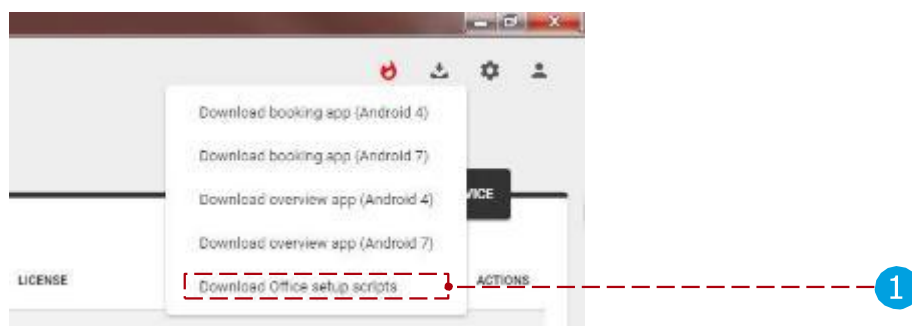 Download booking app (Android 4)
Download booking app (Android 7)
VICE
Download overview app (Android 4)
Download overview app (Android 7)
LICENSE
Download Office setup scripts
ACTIONS
1